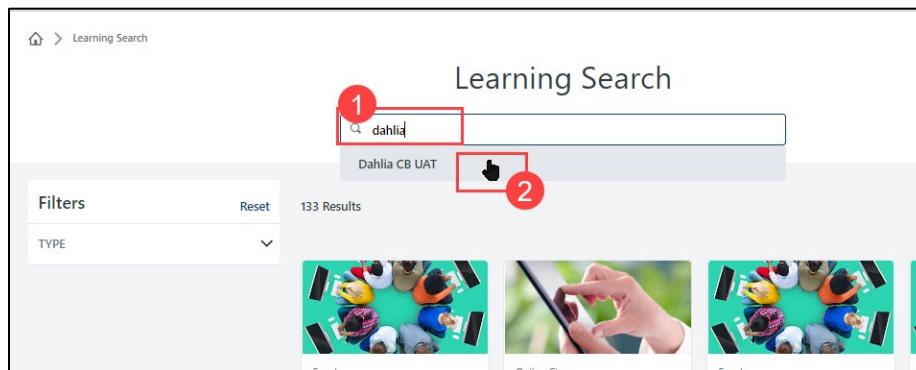 Learning Search
Learning Search
1
dahlia
Dahlia CB UAT
2
Filters
Reset
133 Results
TYPE